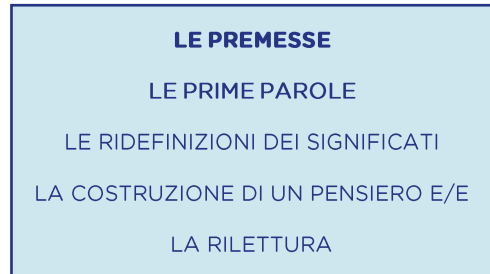 LE PREMESSE
LE PRIME PAROLE
LE RIDEFINIZIONI DEI SIGNIFICATI
LA COSTRUZIONE DI UN PENSIERO E/E
LA RILETTURA